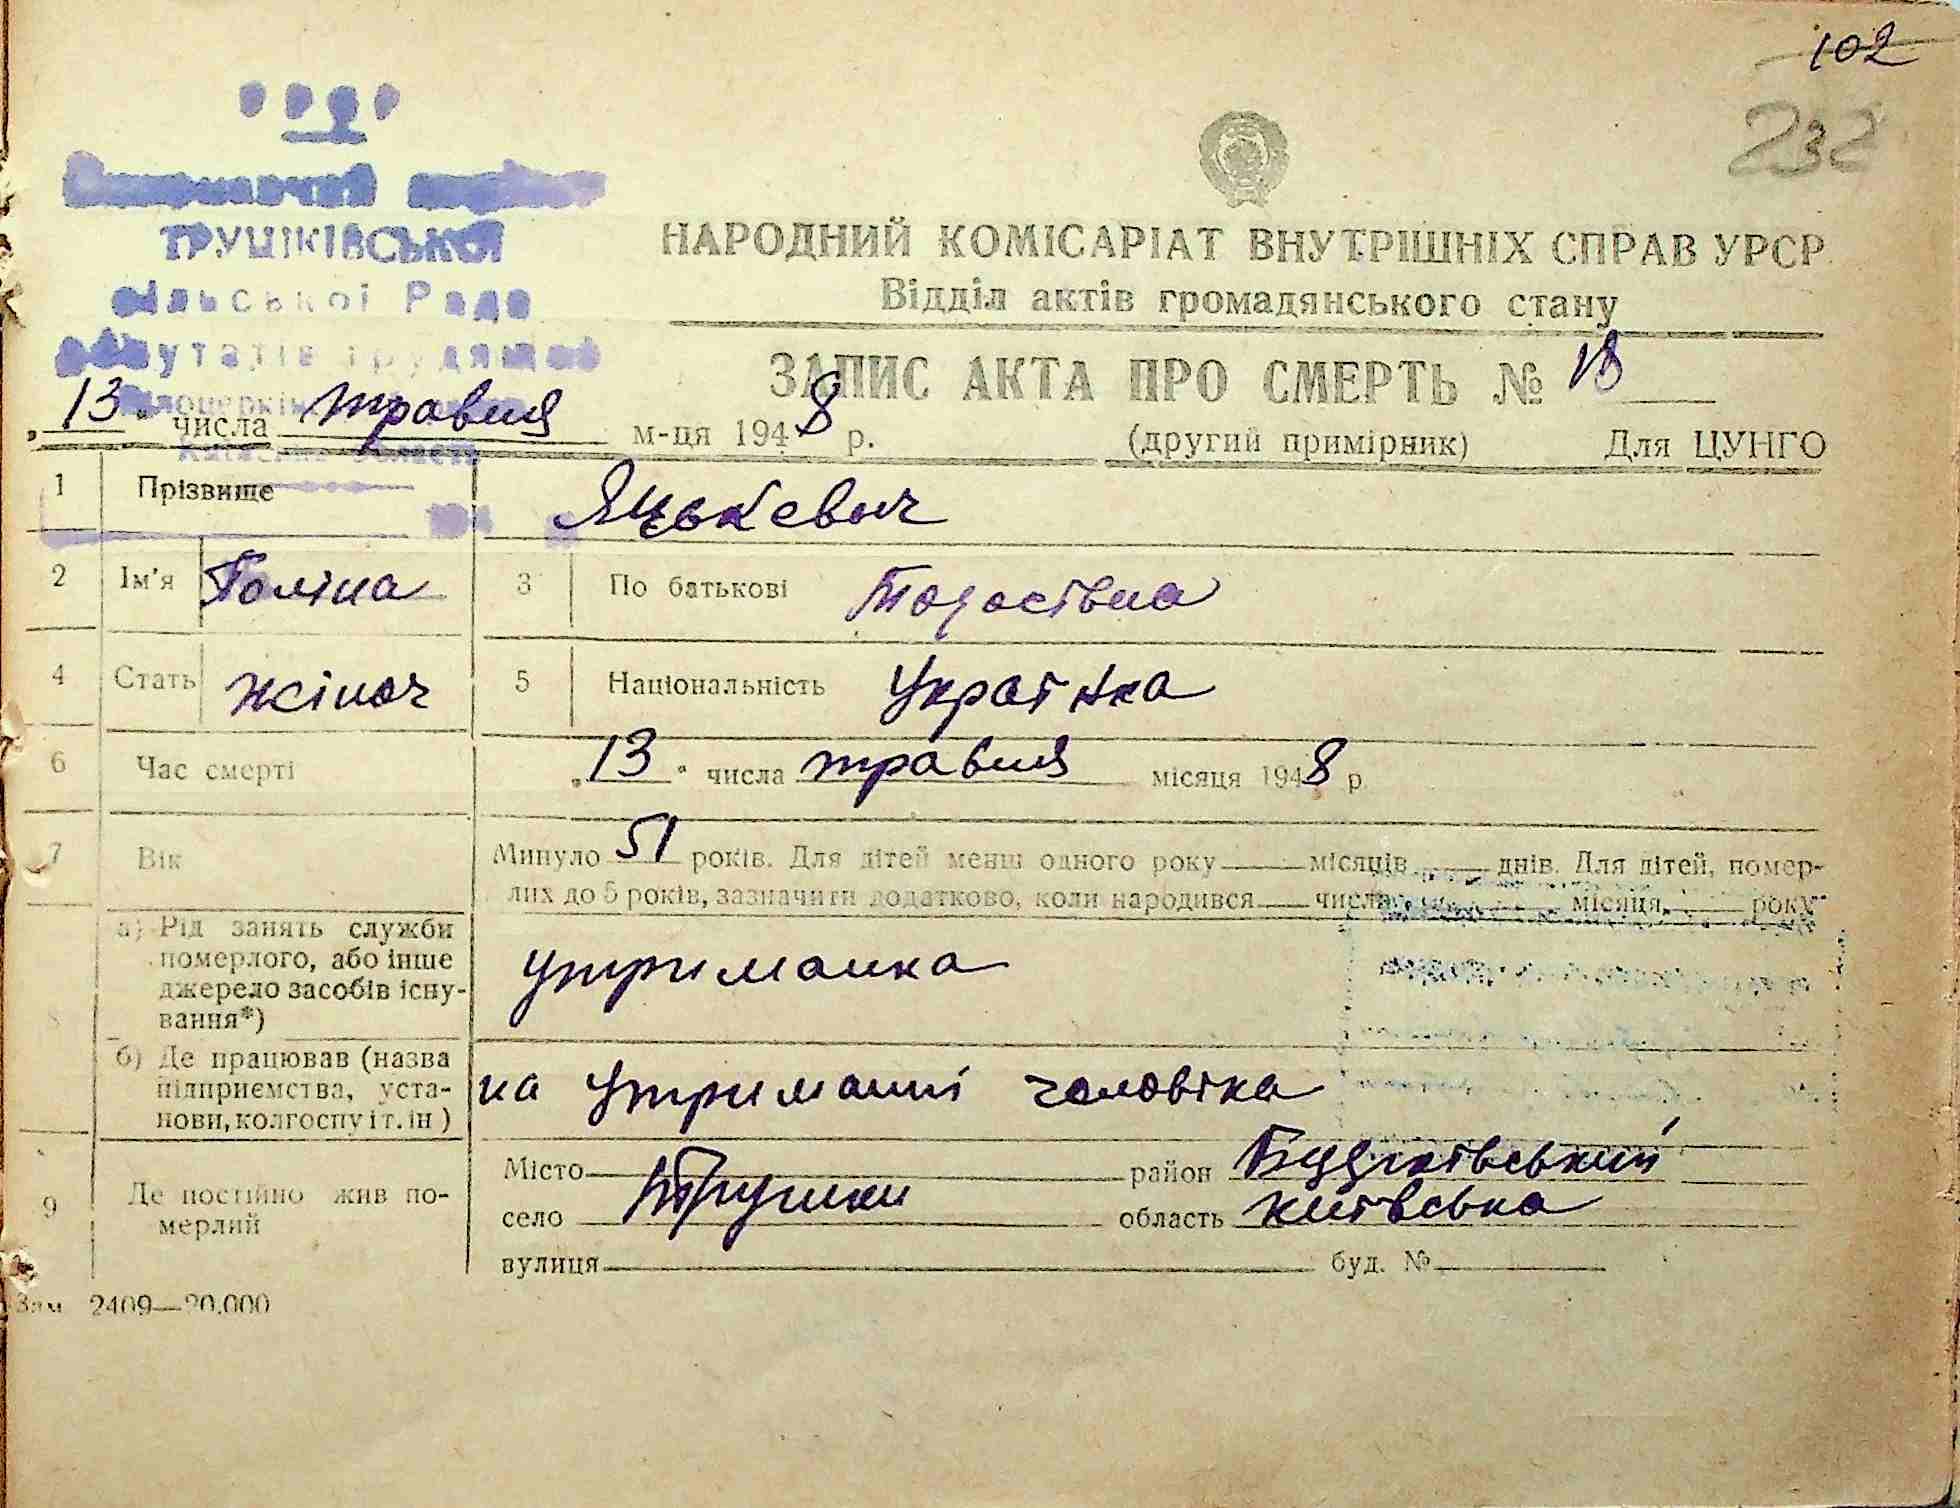 102
232
ТРУШКІВСЬКОЇ
сільської Ради
депутатів трудящих
НАРОДНИЙ КОМІСАРІАТ ВНУТРІШНІХ СПРАВ УРСР
Відділ актів громадянського стану
ЗАПИС АКТА ПРО СМЕРТЬ №
„13“ числа травня м-ця 1948 р. (другий примірник) Для ЦУНГО
1 Прізвище Яцькевич
2 Ім'я Галіна 3 По батькові Тарасівна
4 Стать жіноч 5 Національність Українка
6 Час смерті „13“ числа травня місяця 1948 р
7 Вік Минуло 51 років. Для дітей менш одного року місяців днів. Для дітей, помер-
лих до 5 років, зазначити додатково, коли народився числа місяця року
8 а) Рід занять служби померлого, або інше джерело засобів існу-вання*) утриманка
б) Де працював (назва підприємства, уста-нови, колгоспу і т. ін) на утриманні чоловіка
9 Де постійно жив по-мерлий
Місто район
село Трушки область Київська
вулиця буд. №
Зам 2409—20.000